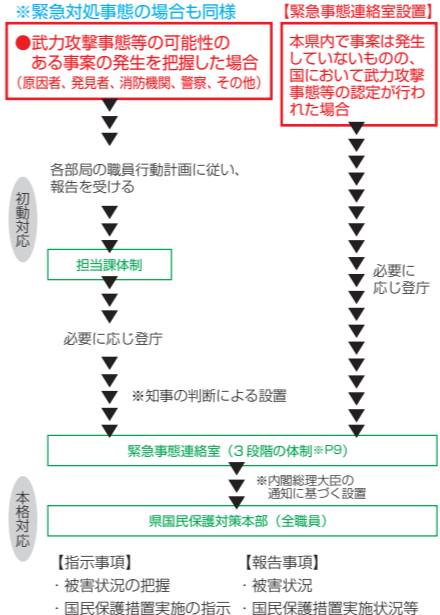 ※緊急対処事態の場合も同様
【緊急事態連絡室設置】
●武力攻撃事態等の可能性の
ある事案の発生を把握した場合
（原因者、発見者、消防機関、警察、その他）
本県内で事案は発生
していないものの、
国において武力攻撃
事態等の認定が行わ
れた場合
各部局の職員行動計画に従い、
報告を受ける
初動対応
担当課体制
必要に
応じ登庁
必要に応じ登庁
※知事の判断による設置
緊急事態連絡室（3段階の体制※P9）
※内閣総理大臣の
通知に基づく設置
本格対応
県国民保護対策本部（全職員）
【指示事項】
・被害状況の把握
・国民保護措置実施の指示
【報告事項】
・被害状況
・国民保護措置実施状況等